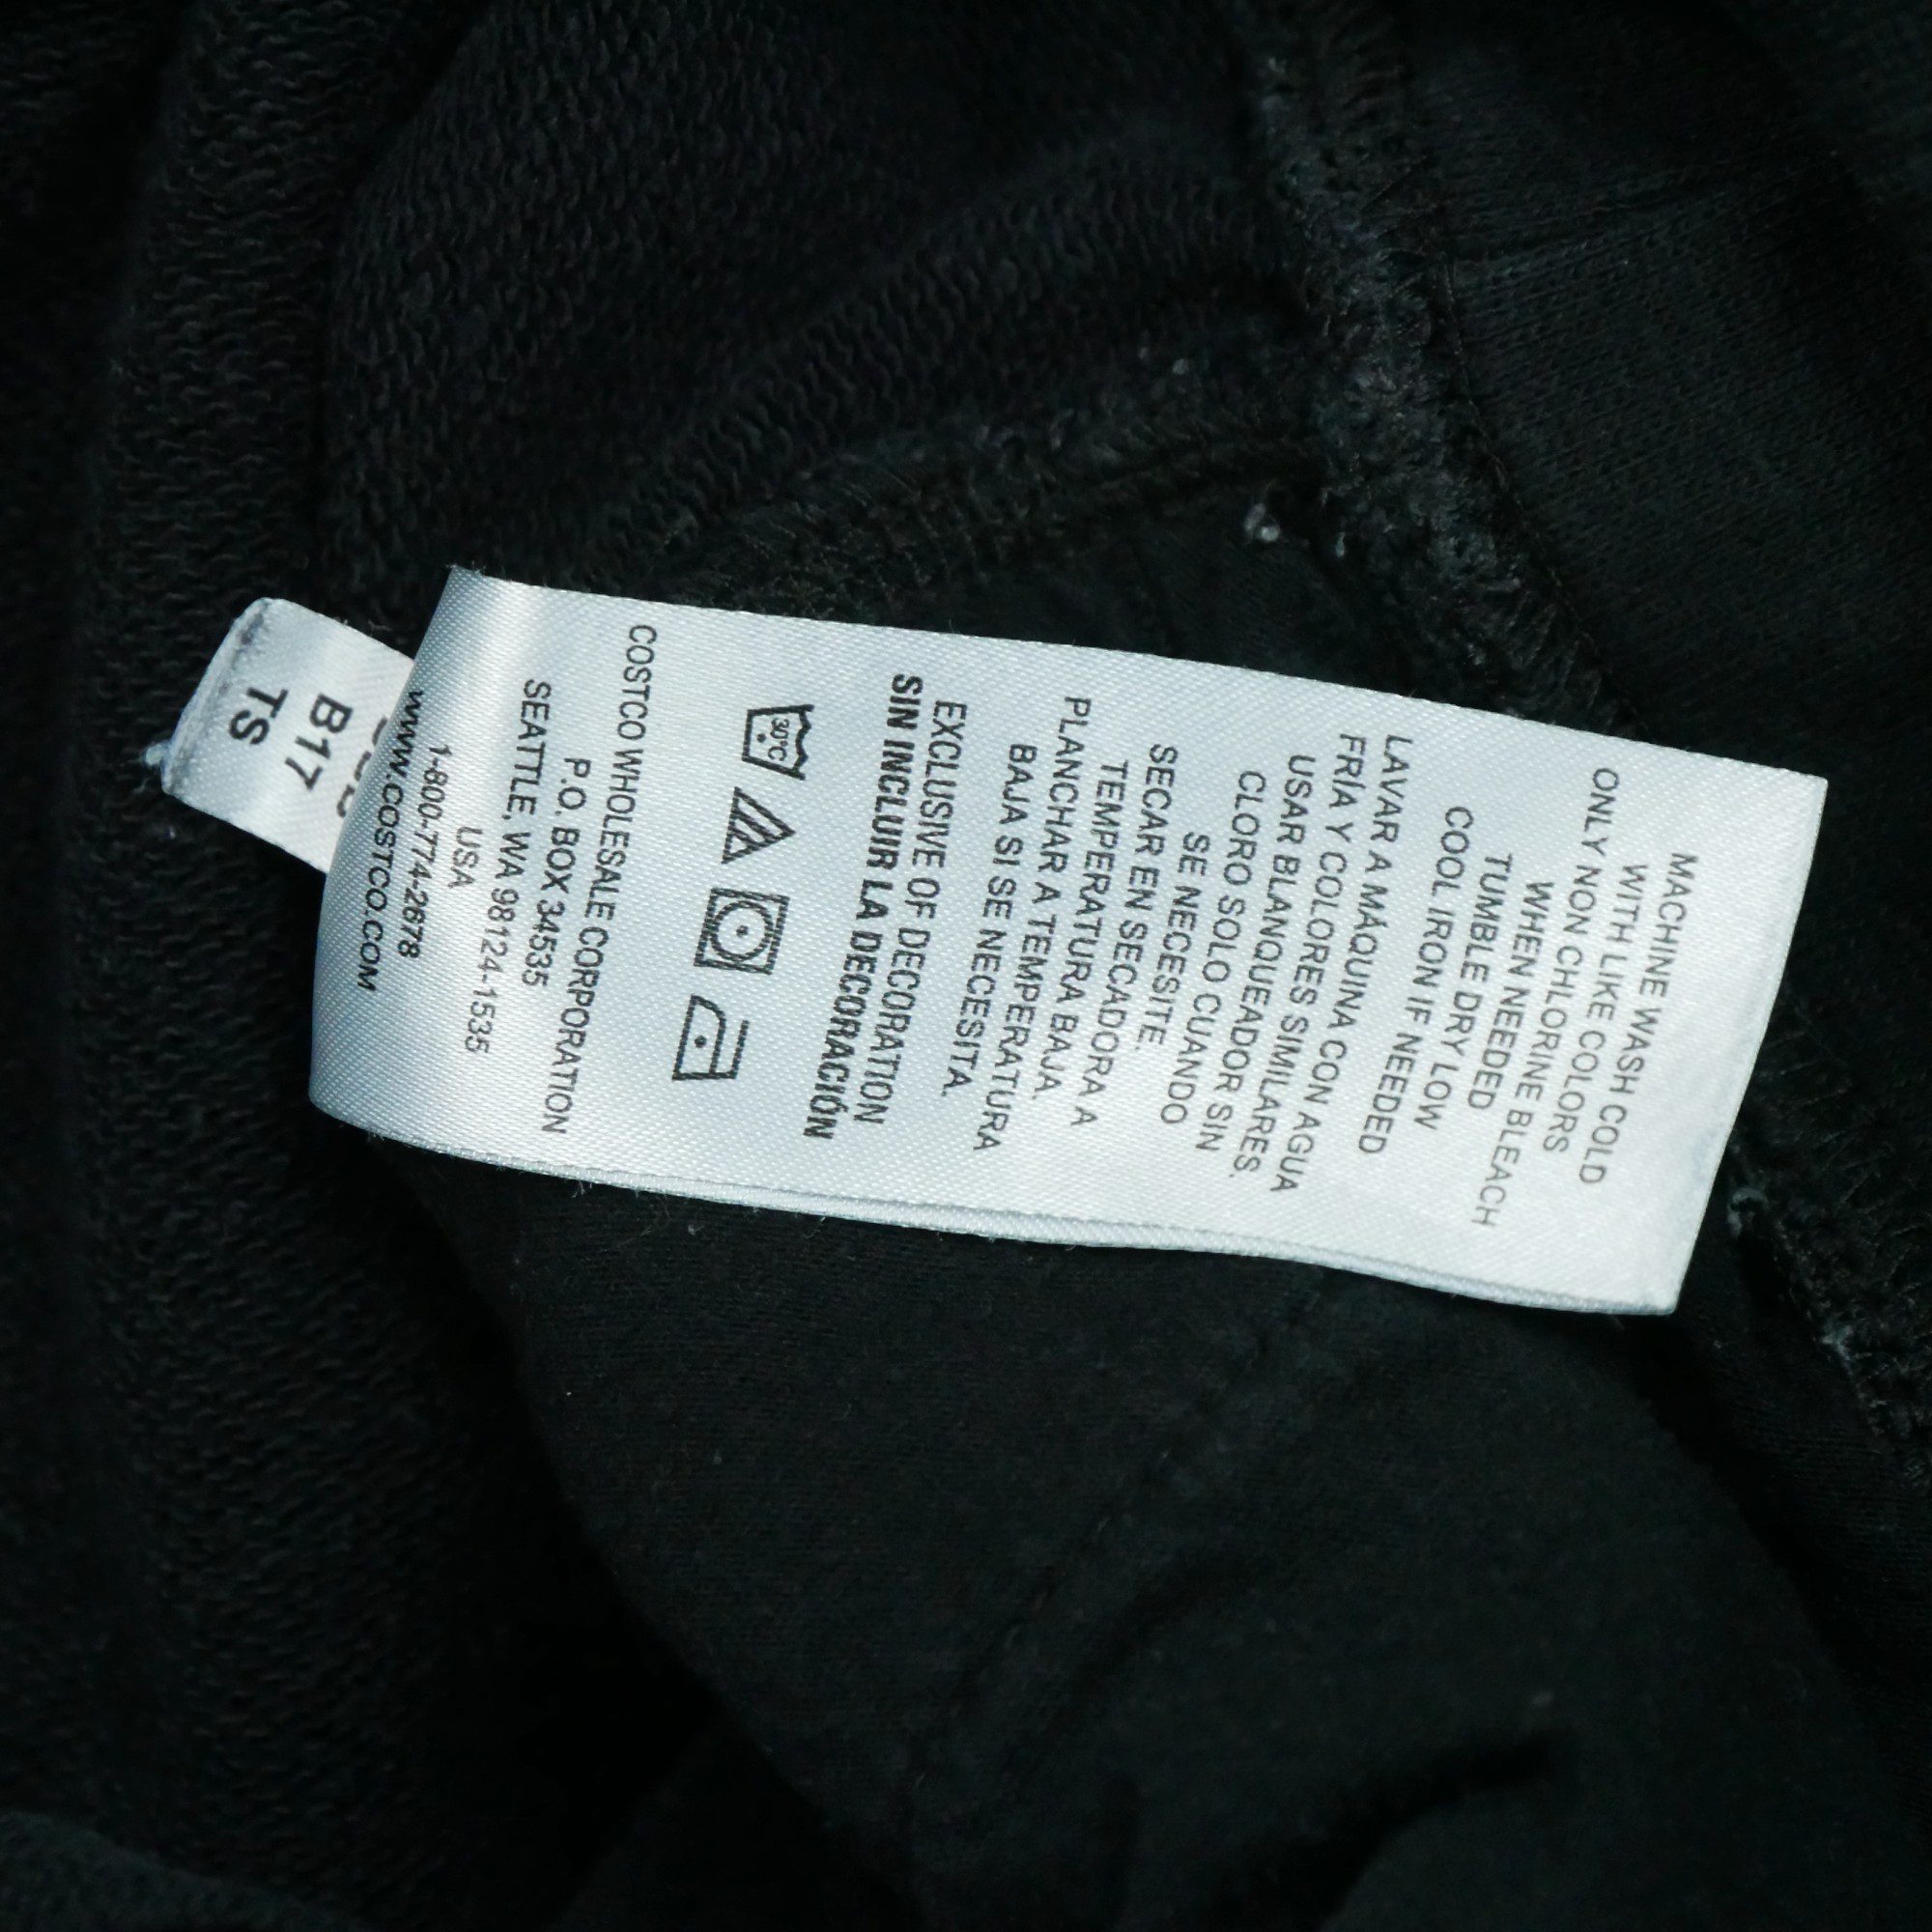 MACHINE WASH COLD
WITH LIKE COLORS
ONLY NON CHLORINE BLEACH
WHEN NEEDED
TUMBLE DRY LOW
COOL IRON IF NEEDED
LAVAR A MÁQUINA CON AGUA
FRÍA Y COLORES SIMILARES.
USAR BLANQUEADOR SIN
CLORO SOLO CUANDO
SE NECESITE.
SECAR EN SECADORA A
TEMPERATURA BAJA.
PLANCHAR A TEMPERATURA
BAJA SI SE NECESITA.
EXCLUSIVE OF DECORATION
SIN INCLUIR LA DECORACIÓN
30°C
COSTCO WHOLESALE CORPORATION
P.O. BOX 34535
SEATTLE, WA 98124-1535
USA
1-800-774-2678
WWW.COSTCO.COM
B17
TS